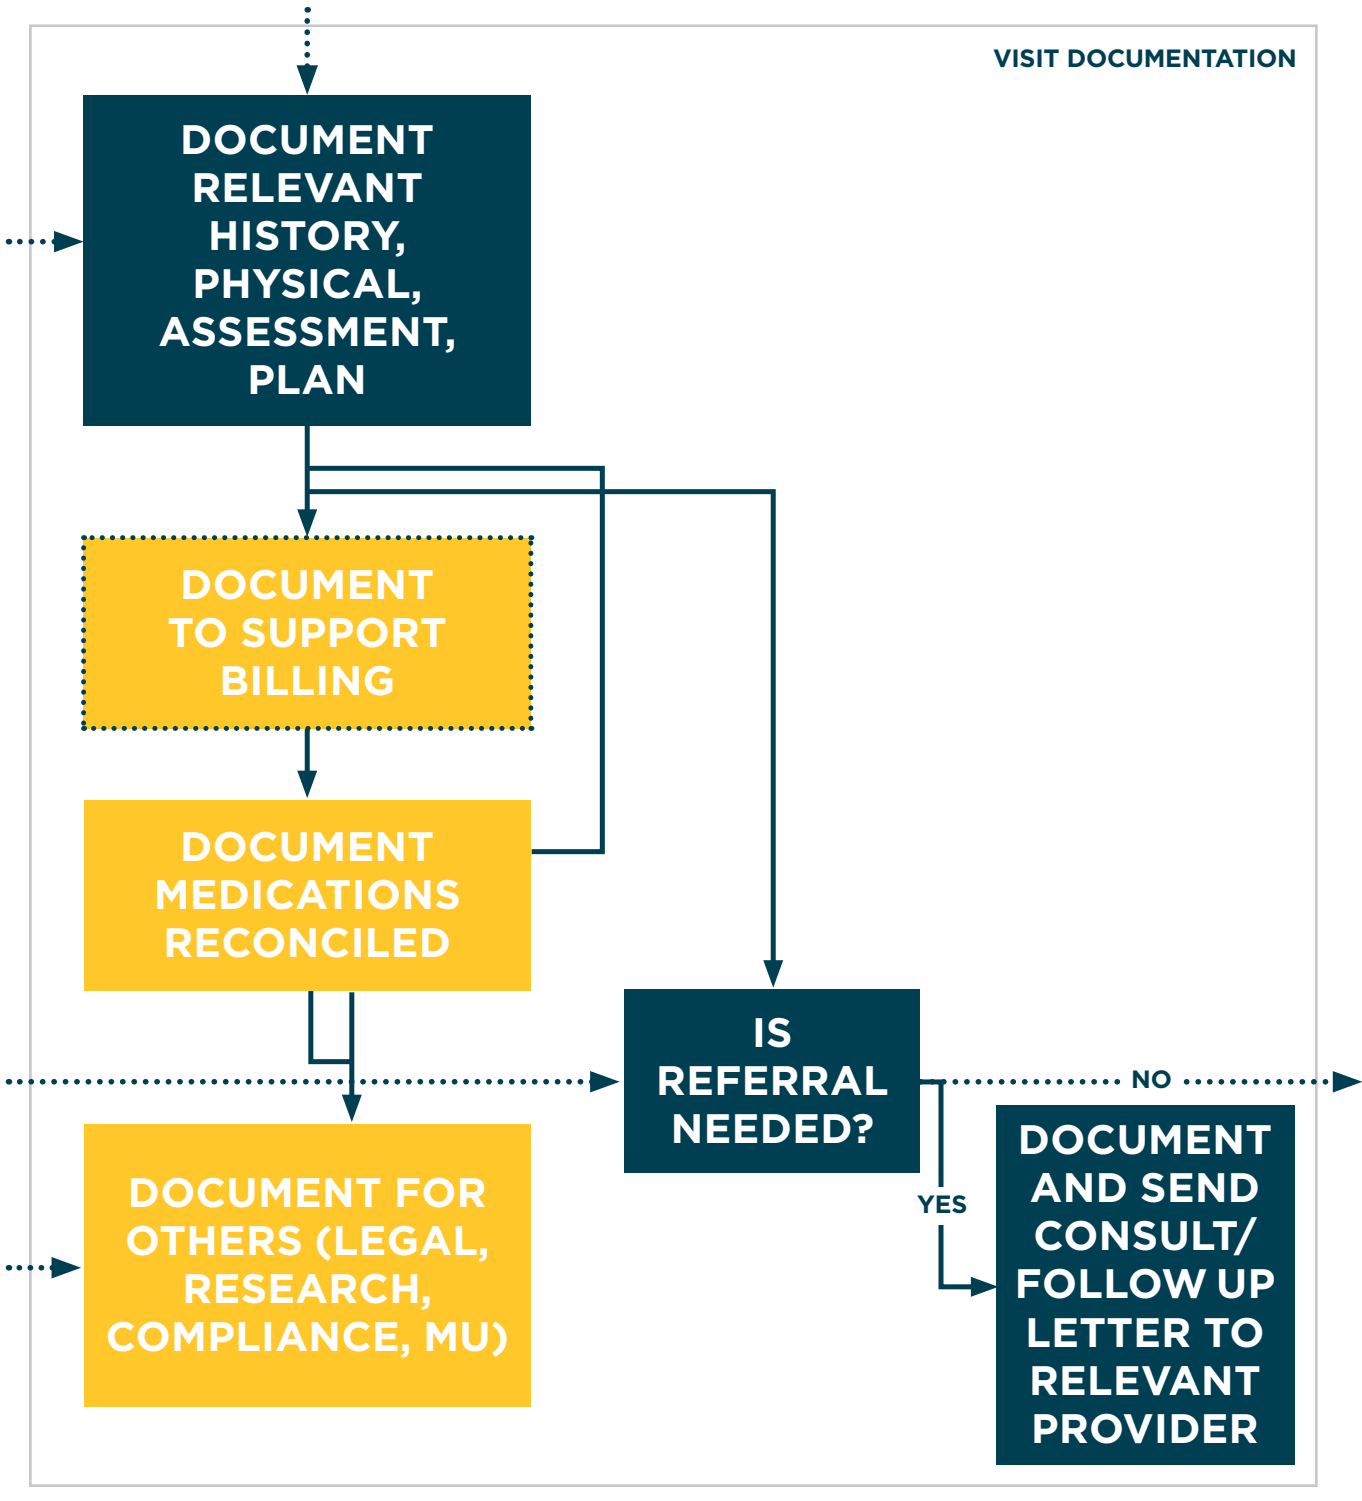 VISIT DOCUMENTATION
DOCUMENT
RELEVANT
HISTORY,
PHYSICAL,
ASSESSMENT,
PLAN
DOCUMENT
TO SUPPORT
BILLING
DOCUMENT
MEDICATIONS
RECONCILED
DOCUMENT FOR
OTHERS (LEGAL,
RESEARCH,
COMPLIANCE, MU)
IS
REFERRAL
NEEDED?
NO
YES
DOCUMENT
AND SEND
CONSULT/
FOLLOW UP
LETTER TO
RELEVANT
PROVIDER